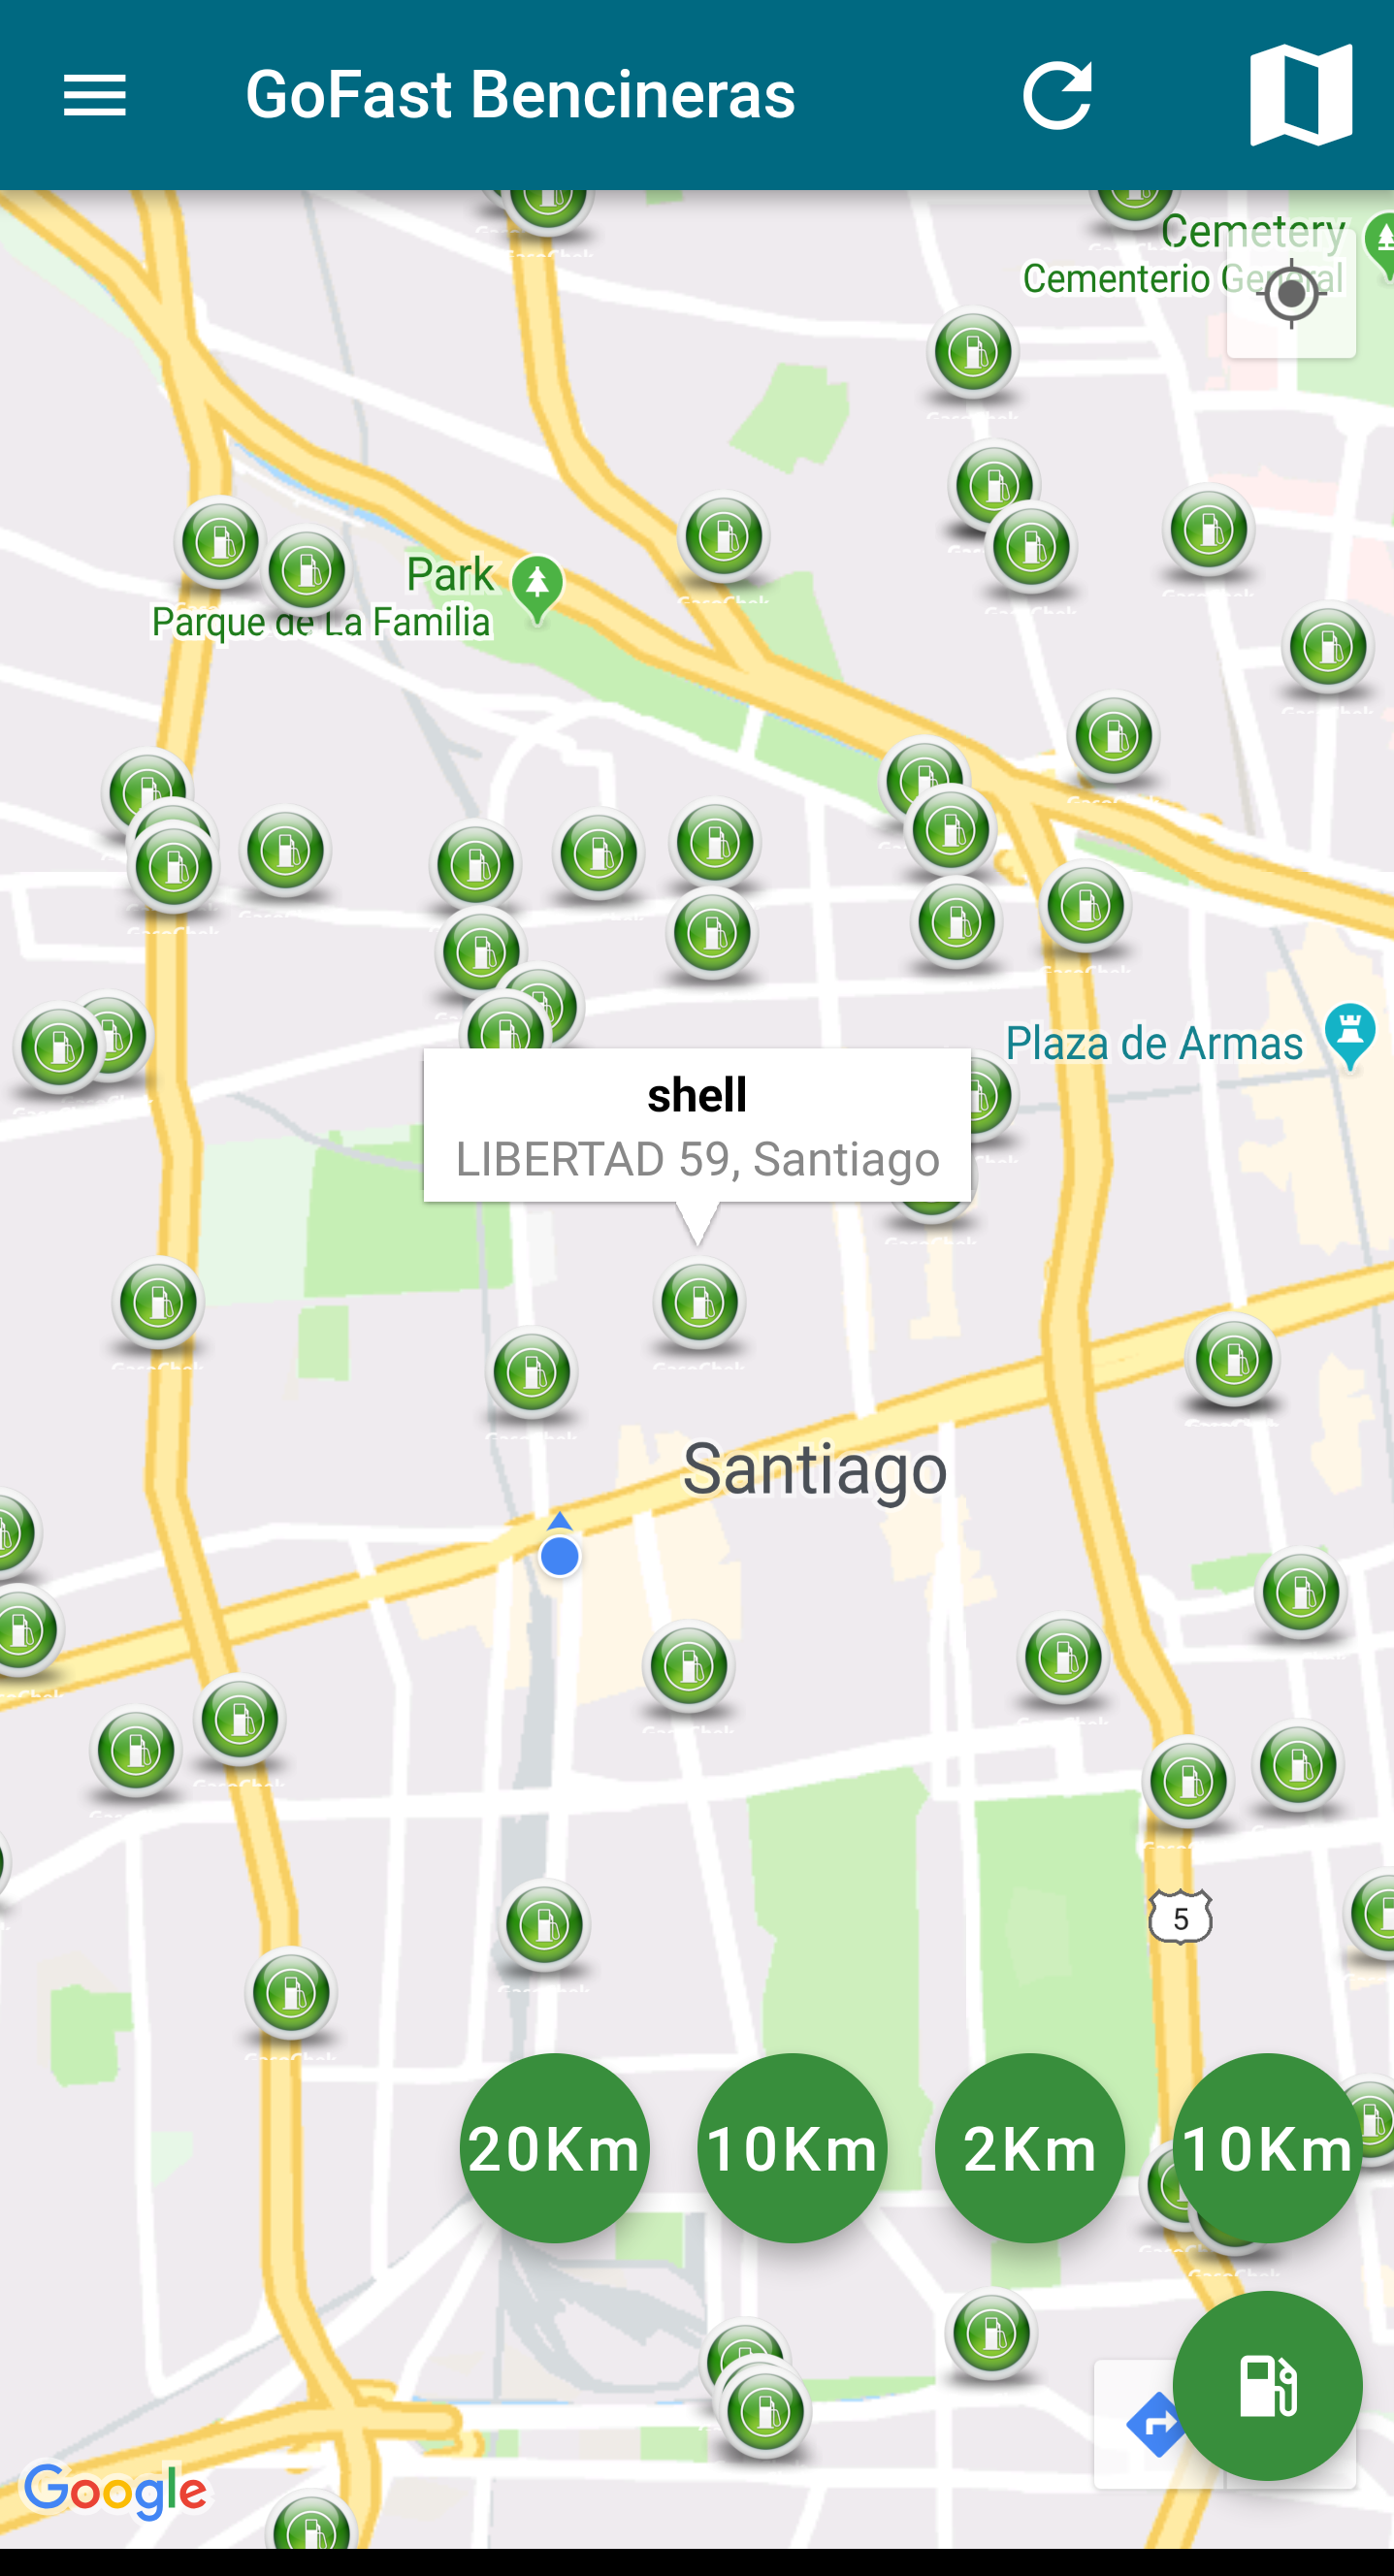 GoFast Bencineras
Cemetery
Cementerio General
Park
Parque de La Familia
Plaza de Armas
shell
LIBERTAD 59, Santiago
Santiago
5
20Km
10Km
2Km
10Km
Google